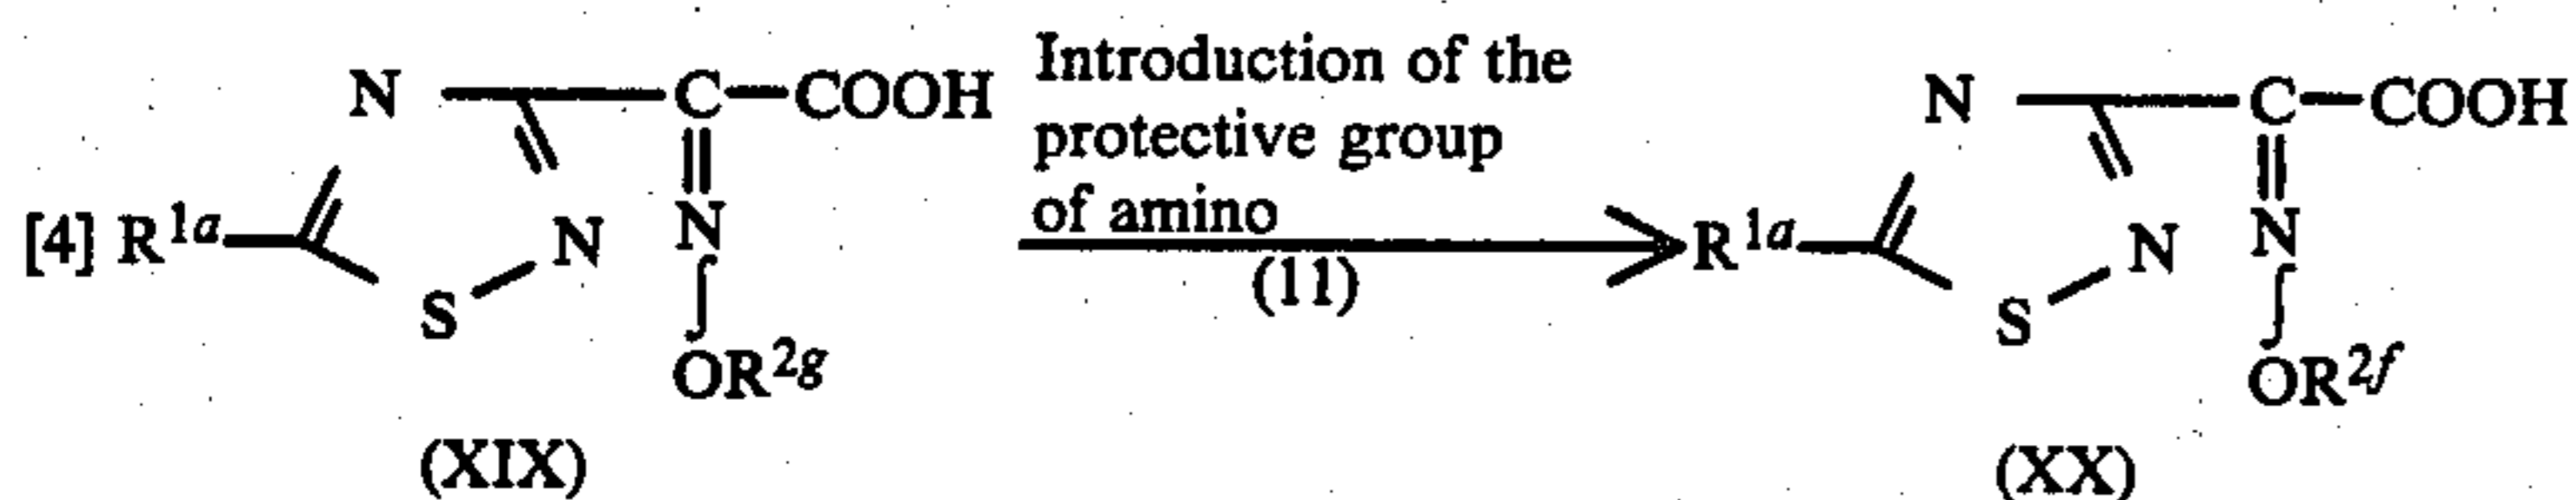 N C–COOH Introduction of the N C–COOH
protective group
of amino
[4] R1a N N R1a N N
S (11) S
OR2g OR2f
(XIX) (XX)